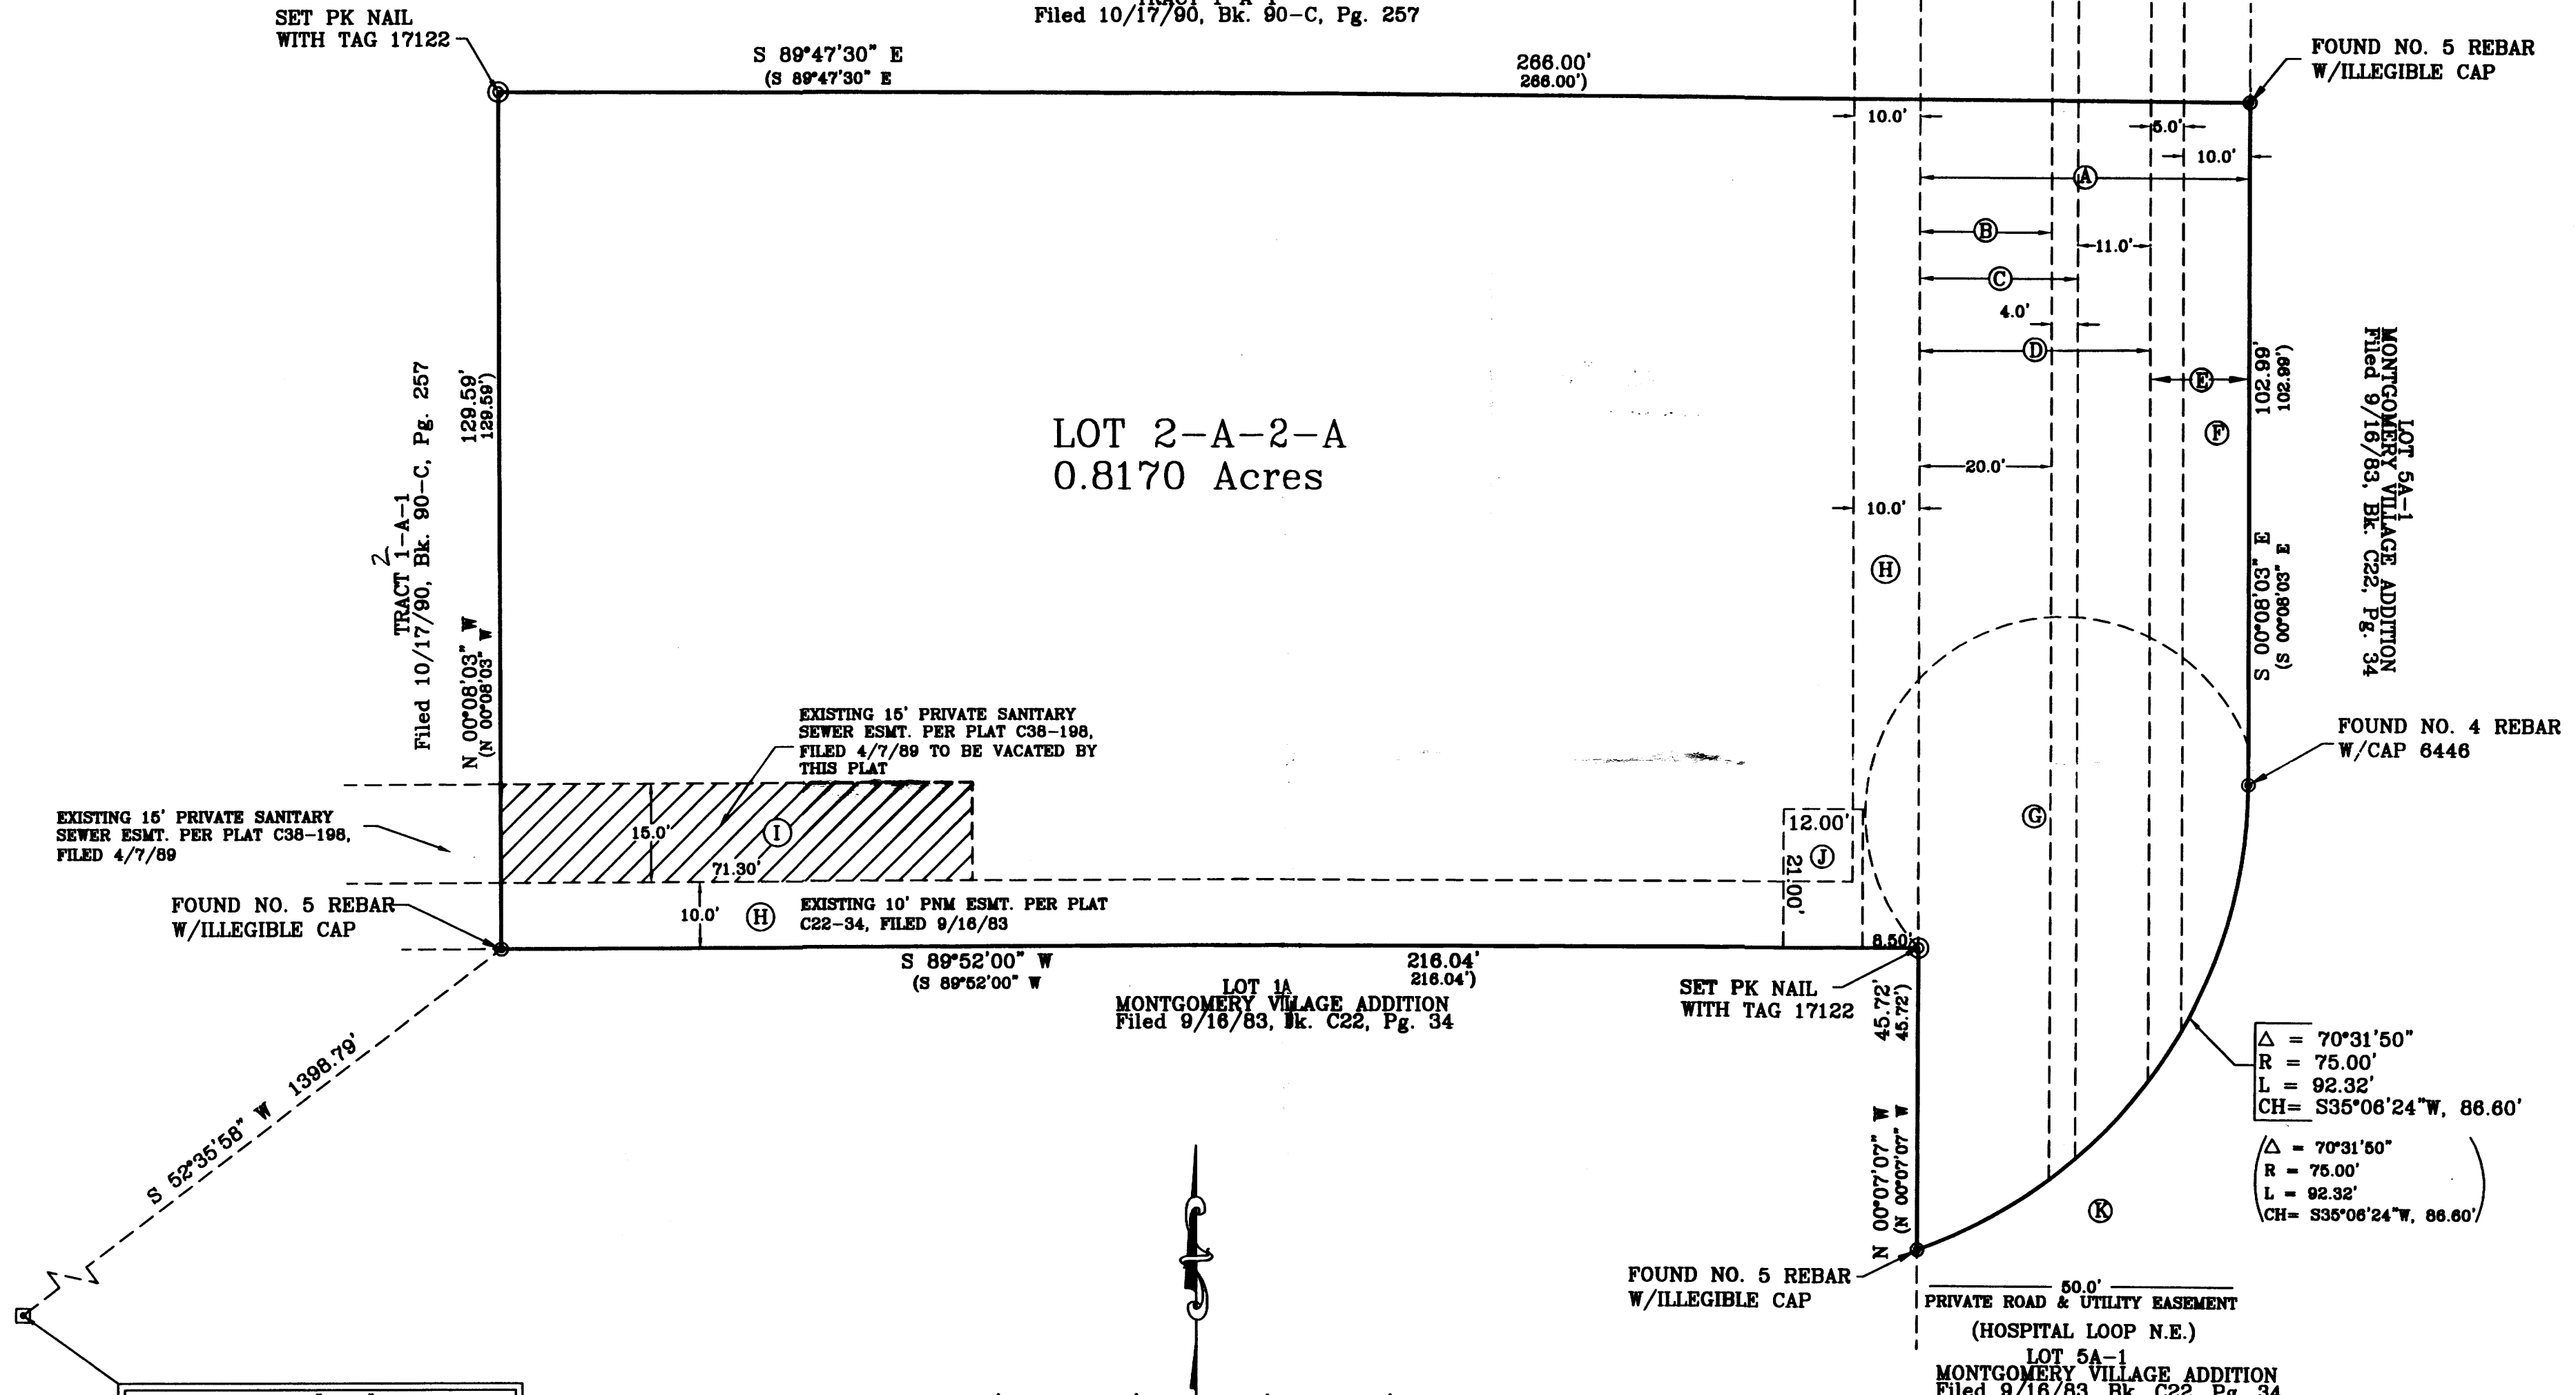 TRACT 1-A-1
Filed 10/17/90, Bk. 90-C, Pg. 257
SET PK NAIL
WITH TAG 17122
S 89°47'30" E
(S 89°47'30" E
266.00'
266.00')
FOUND NO. 5 REBAR
W/ILLEGIBLE CAP
10.0'
5.0'
10.0'
A
B
11.0'
C
4.0'
D
E
F
20.0'
10.0'
H
102.99'
102.99')
S 00°08'03" E
(S 00°08'03" E
LOT 5A-1
MONTGOMERY VILLAGE ADDITION
Filed 9/16/83, Bk. C22, Pg. 34
LOT 2-A-2-A
0.8170 Acres
129.59'
129.59')
N 00°08'03" W
(N 00°08'03" W
2
TRACT 1-A-1
Filed 10/17/90, Bk. 90-C, Pg. 257
EXISTING 15' PRIVATE SANITARY
SEWER ESMT. PER PLAT C38-198,
FILED 4/7/89 TO BE VACATED BY
THIS PLAT
FOUND NO. 4 REBAR
W/CAP 6446
EXISTING 15' PRIVATE SANITARY
SEWER ESMT. PER PLAT C38-198,
FILED 4/7/89
15.0'
I
71.30'
12.00'
J
21.00'
G
FOUND NO. 5 REBAR
W/ILLEGIBLE CAP
10.0'
H
EXISTING 10' PNM ESMT. PER PLAT
C22-34, FILED 9/16/83
8.50'
S 89°52'00" W
(S 89°52'00" W
216.04'
216.04')
LOT 1A
MONTGOMERY VILLAGE ADDITION
Filed 9/16/83, Bk. C22, Pg. 34
SET PK NAIL
WITH TAG 17122
45.72'
45.72')
N 00°07'07" W
(N 00°07'07" W
Δ = 70°31'50"
R = 75.00'
L = 92.32'
CH= S35°06'24"W, 86.60'
(Δ = 70°31'50"
R = 75.00'
L = 92.32'
CH= S35°06'24"W, 86.60')
S 52°35'58" W 1398.79'
K
FOUND NO. 5 REBAR
W/ILLEGIBLE CAP
50.0'
PRIVATE ROAD & UTILITY EASEMENT
(HOSPITAL LOOP N.E.)
LOT 5A-1
MONTGOMERY VILLAGE ADDITION
Filed 9/16/83, Bk. C22, Pg. 34